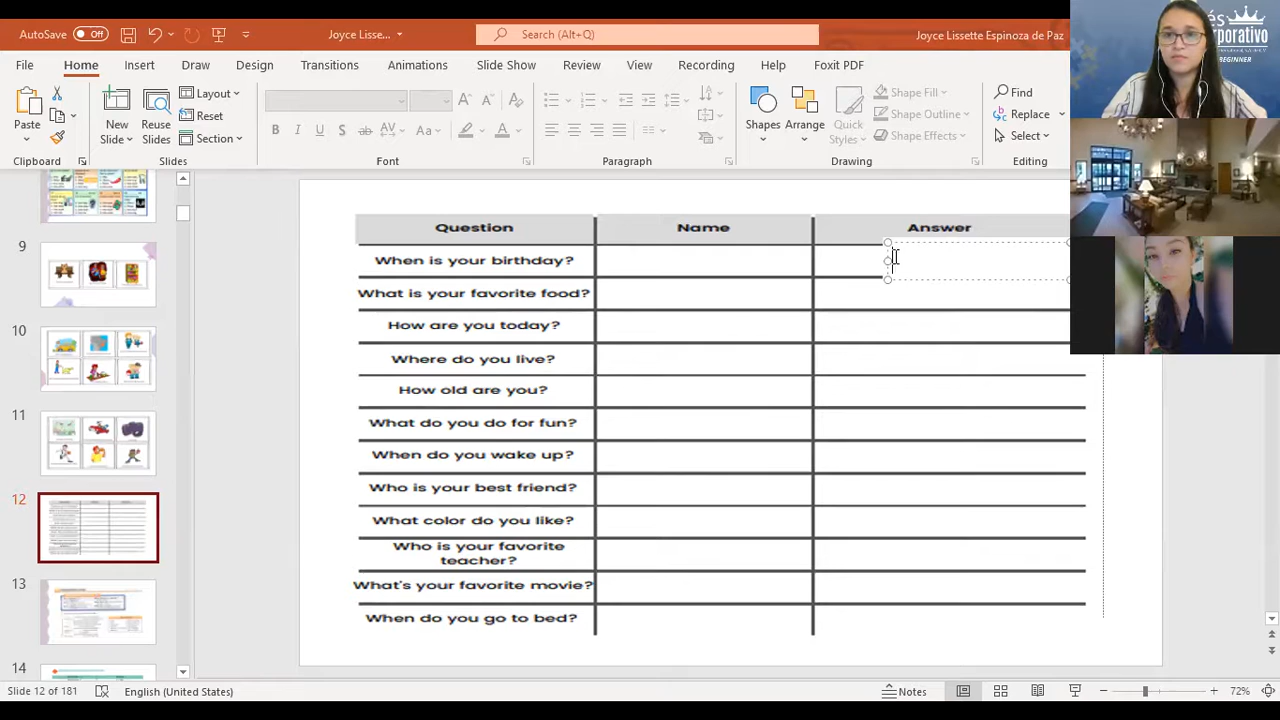 AutoSave Off
Joyce Lisse...
Search (Alt+Q)
Joyce Lissette Espinoza de Paz
File Home Insert Draw Design Transitions Animations Slide Show Review View Recording Help Foxit PDF
Paste
New Slide
Reuse Slides
Layout
Reset
Section
B I U S ab AV Aa A
Shapes
Arrange
Quick Styles
Shape Fill
Shape Outline
Shape Effects
Find
Replace
Select
Clipboard Slides Font Paragraph Drawing Editing
és
rporativo
BEGINNER
9
10
11
12
13
14
Question Name Answer
When is your birthday?
What is your favorite food?
How are you today?
Where do you live?
How old are you?
What do you do for fun?
When do you wake up?
Who is your best friend?
What color do you like?
Who is your favorite
teacher?
What's your favorite movie?
When do you go to bed?
Slide 12 of 181 English (United States) Notes 72%